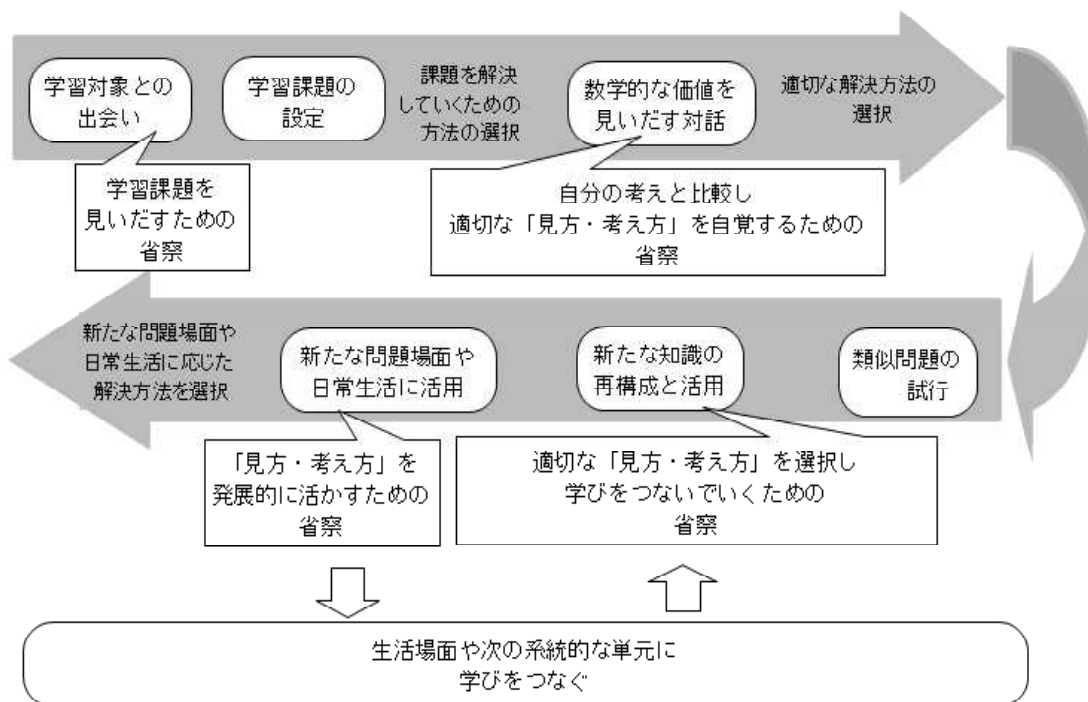 学習対象との
出会い
学習課題の
設定
課題を解決
していくための
方法の選択
数学的な価値を
見いだす対話
適切な解決方法の
選択
学習課題を
見いだすための
省察
自分の考えと比較し
適切な「見方・考え方」を自覚するための
省察
新たな問題場面や
日常生活に応じた
解決方法を選択
新たな問題場面や
日常生活に活用
新たな知識の
再構成と活用
類似問題の
試行
「見方・考え方」を
発展的に活かすための
省察
適切な「見方・考え方」を選択し
学びをつないでいくための
省察
生活場面や次の系統的な単元に
学びをつなぐ